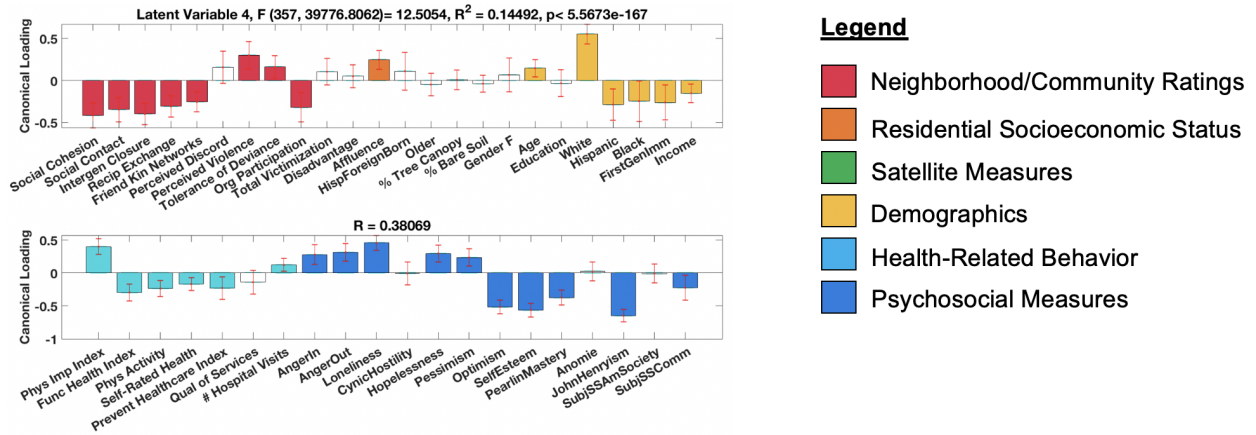 Latent Variable 4, F (357, 39776.8062)= 12.5054, R2 = 0.14492, p< 5.5673e-167
Canonical Loading
0.5
0
-0.5
Social Cohesion
Social Contact
Intergen Closure
Recip Exchange
Friend Kin Networks
Perceived Discord
Perceived Violence
Tolerance of Deviance
Org Participation
Total Victimization
Disadvantage
Affluence
HispForeignBorn
Older
% Tree Canopy
% Bare Soil
Gender F
Age
Education
White
Hispanic
Black
FirstGenImm
Income
R = 0.38069
Canonical Loading
0.5
0
-0.5
-1
Phys Imp Index
Func Health Index
Phys Activity
Self-Rated Health
Prevent Healthcare Index
Qual of Services
# Hospital Visits
AngerIn
AngerOut
Loneliness
CynicHostility
Hopelessness
Pessimism
Optimism
SelfEsteem
PearlinMastery
Anomie
JohnHenryism
SubjSSAmSociety
SubjSSComm
Legend
Neighborhood/Community Ratings
Residential Socioeconomic Status
Satellite Measures
Demographics
Health-Related Behavior
Psychosocial Measures